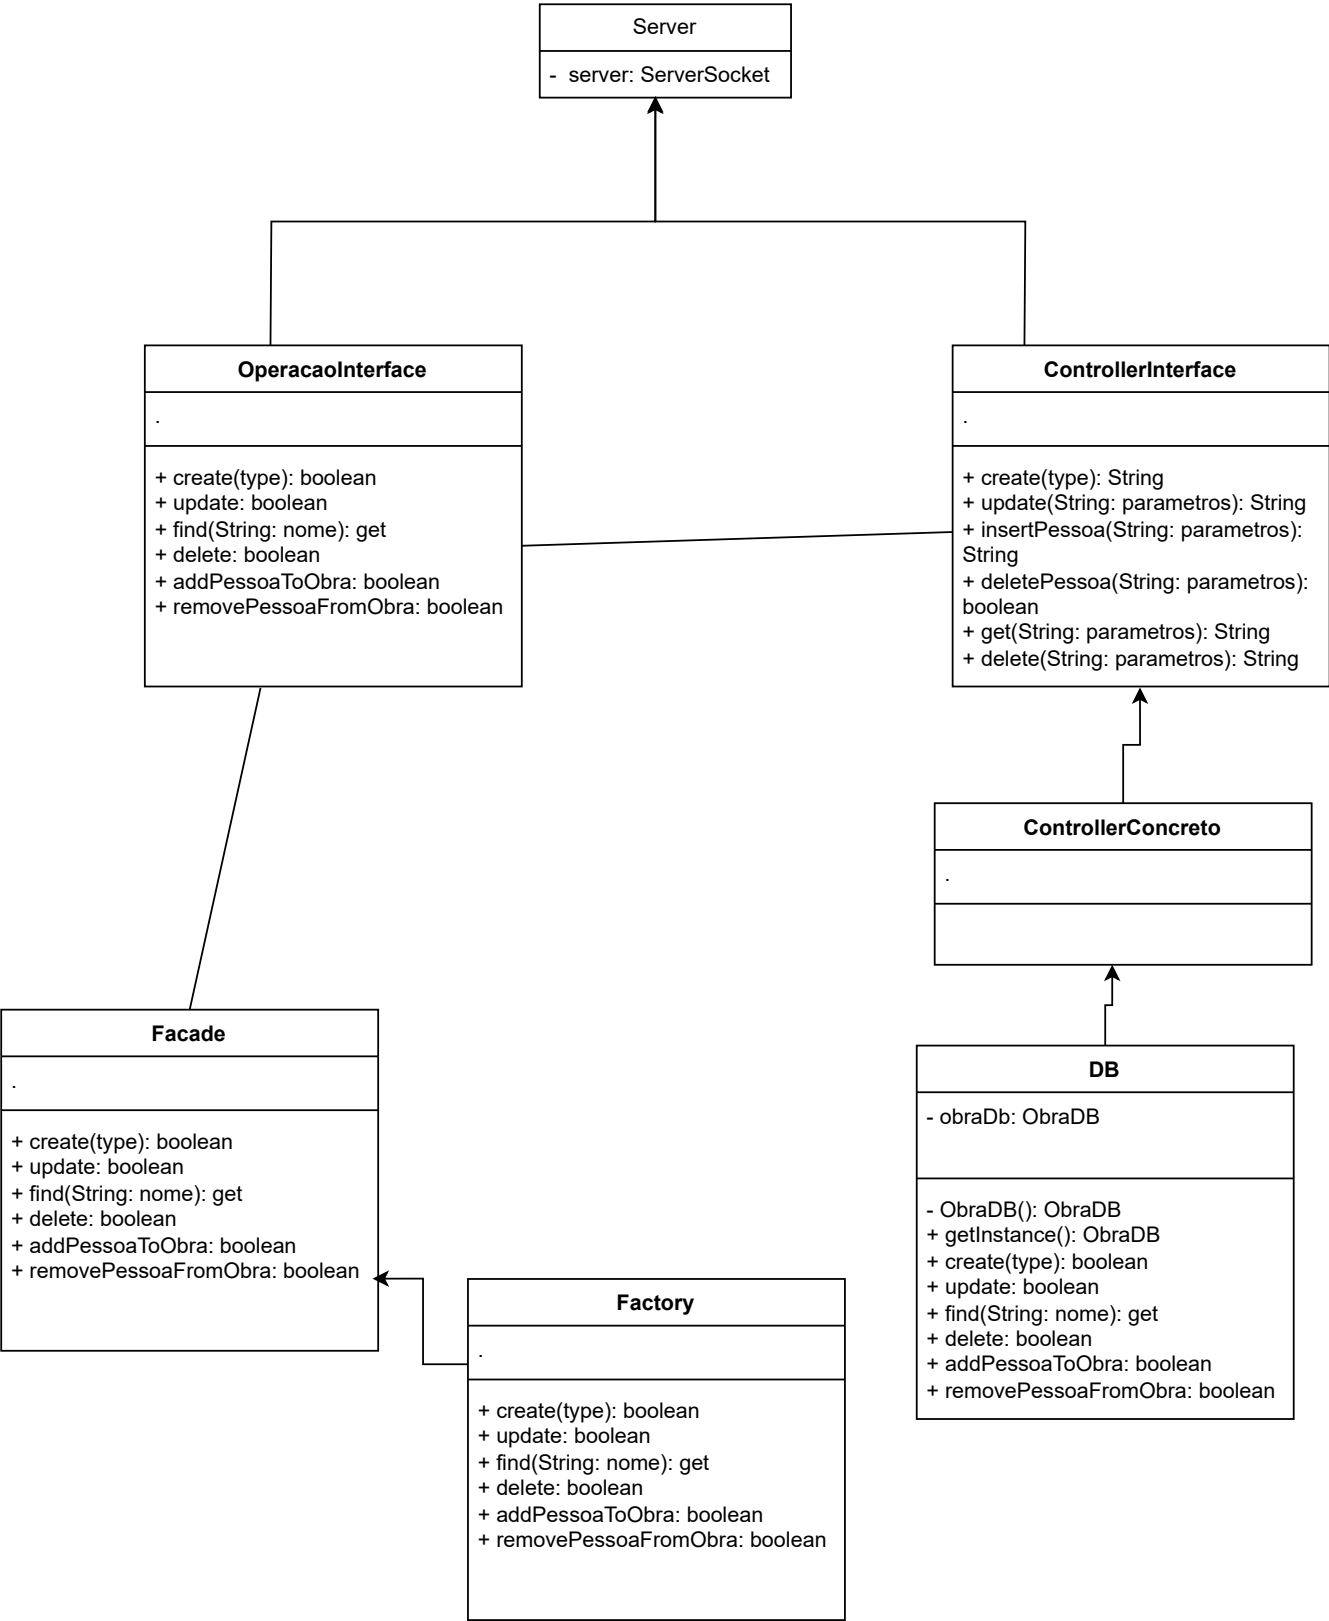 Server
- server: ServerSocket
OperacaoInterface
.
+ create(type): boolean
+ update: boolean
+ find(String: nome): get
+ delete: boolean
+ addPessoaToObra: boolean
+ removePessoaFromObra: boolean
ControllerInterface
.
+ create(type): String
+ update(String: parametros): String
+ insertPessoa(String: parametros):
String
+ deletePessoa(String: parametros):
boolean
+ get(String: parametros): String
+ delete(String: parametros): String
ControllerConcreto
.
Facade
.
+ create(type): boolean
+ update: boolean
+ find(String: nome): get
+ delete: boolean
+ addPessoaToObra: boolean
+ removePessoaFromObra: boolean
DB
- obraDb: ObraDB
- ObraDB(): ObraDB
+ getInstance(): ObraDB
+ create(type): boolean
+ update: boolean
+ find(String: nome): get
+ delete: boolean
+ addPessoaToObra: boolean
+ removePessoaFromObra: boolean
Factory
.
+ create(type): boolean
+ update: boolean
+ find(String: nome): get
+ delete: boolean
+ addPessoaToObra: boolean
+ removePessoaFromObra: boolean